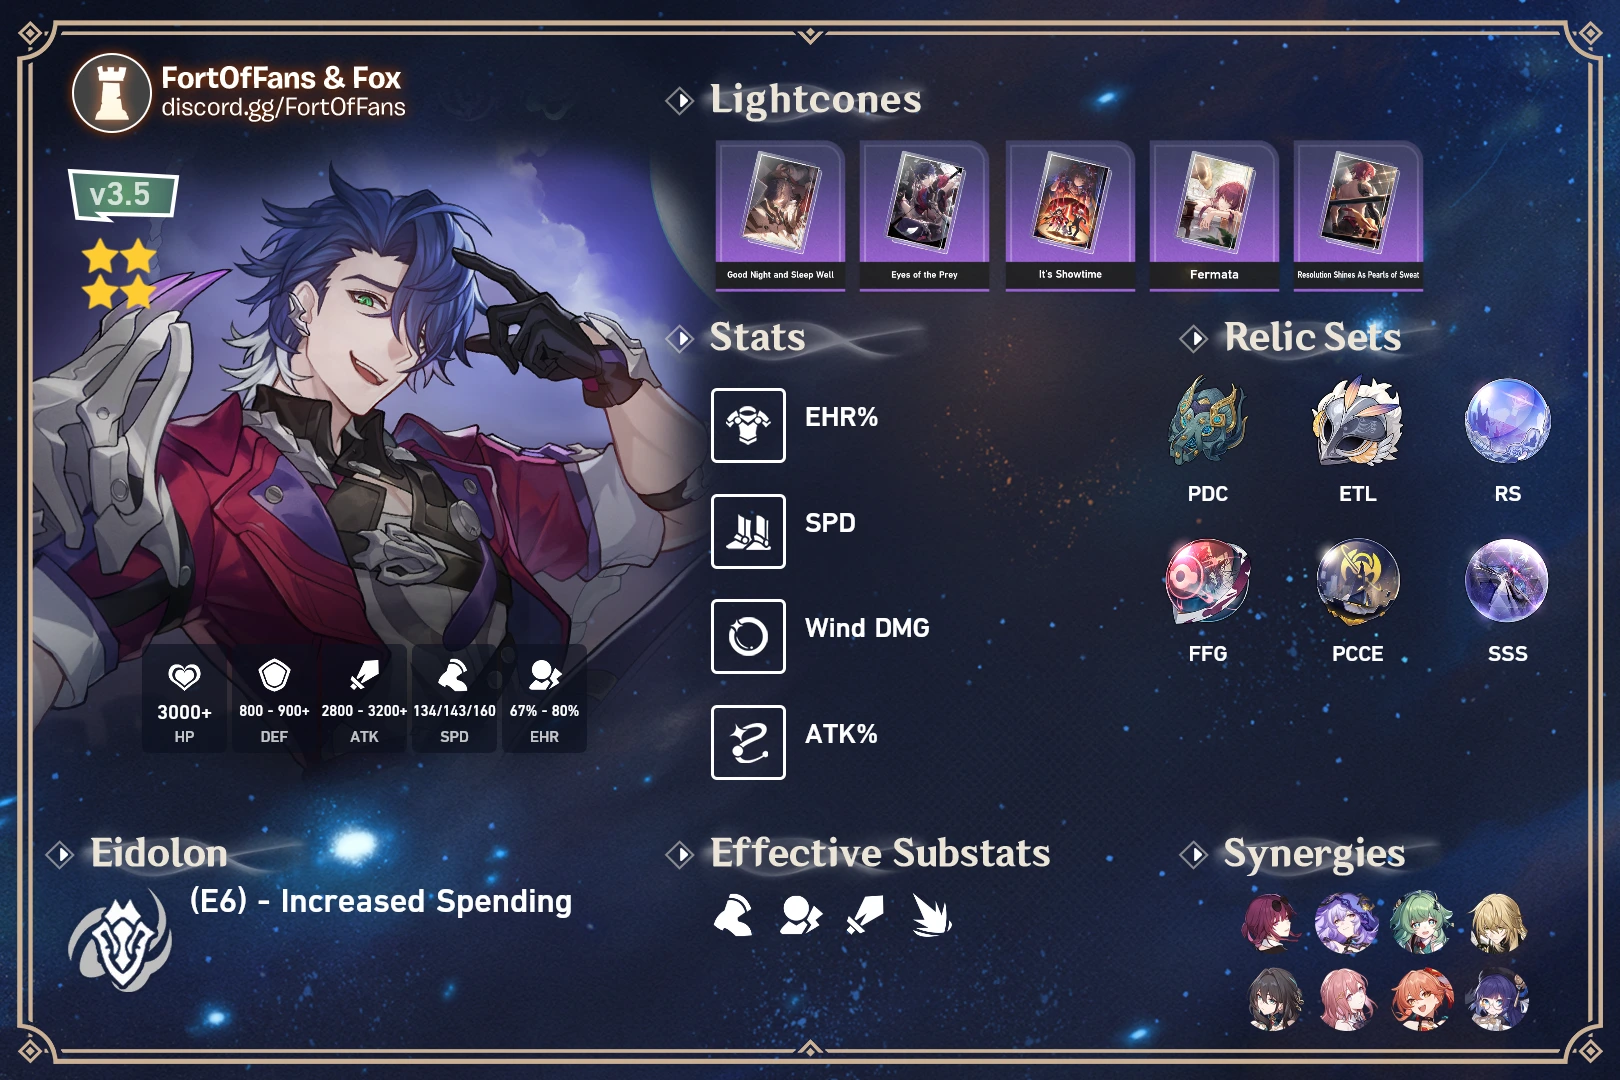 FortOfFans & Fox
discord.gg/FortOfFans
v3.5
Lightcones
Good Night and Sleep Well
Eyes of the Prey
It's Showtime
Fermata
Resolution Shines As Pearls of Sweat
Stats
EHR%
SPD
Wind DMG
ATK%
Relic Sets
PDC
ETL
RS
FFG
PCCE
SSS
3000+
HP
800 - 900+
DEF
2800 - 3200+
ATK
134/143/160
SPD
67% - 80%
EHR
Eidolon
(E6) - Increased Spending
Effective Substats
Synergies